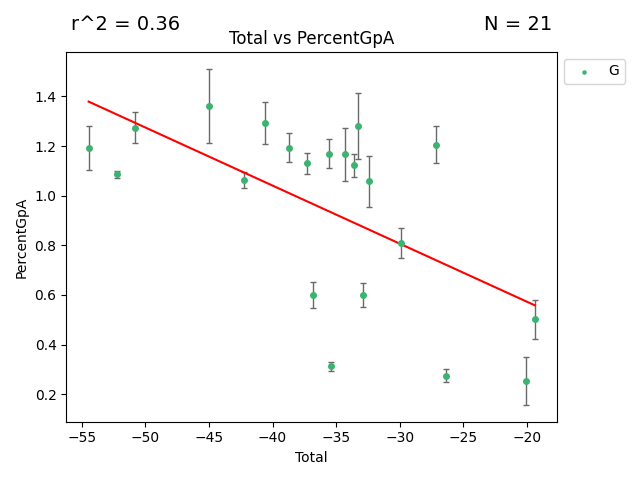 r^2 = 0.36
N = 21
Total vs PercentGpA
G
PercentGpA
1.4
1.2
1.0
0.8
0.6
0.4
0.2
−55
−50
−45
−40
−35
−30
−25
−20
Total